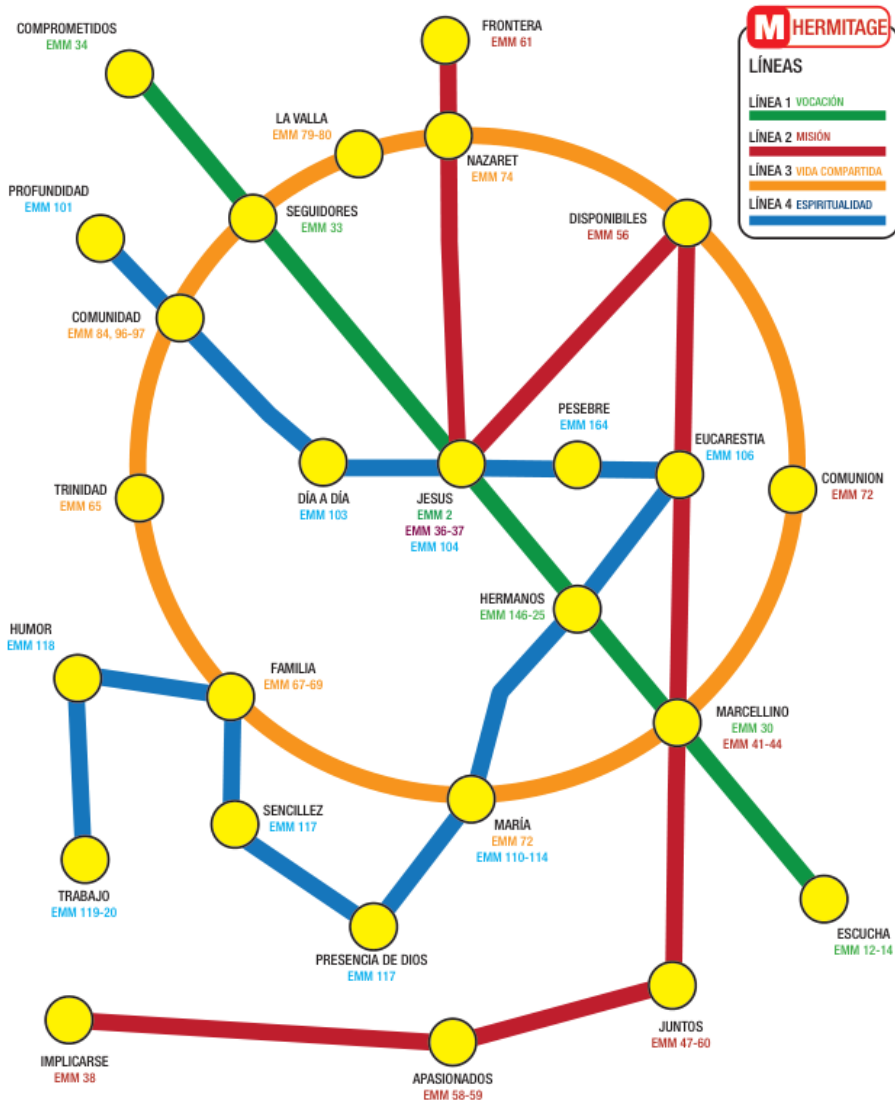 COMPROMETIDOS
EMM 34
FRONTERA
EMM 61
M HERMITAGE
LÍNEAS
LÍNEA 1 VOCACIÓN
LÍNEA 2 MISIÓN
LÍNEA 3 VIDA COMPARTIDA
LÍNEA 4 ESPIRITUALIDAD
LA VALLA
EMM 79-80
NAZARET
EMM 74
PROFUNDIDAD
EMM 101
SEGUIDORES
EMM 33
DISPONIBILES
EMM 56
COMUNIDAD
EMM 84, 96-97
PESEBRE
EMM 164
EUCARESTIA
EMM 106
TRINIDAD
EMM 65
DÍA A DÍA
EMM 103
JESUS
EMM 2
EMM 36-37
EMM 104
COMUNION
EMM 72
HERMANOS
EMM 146-25
HUMOR
EMM 118
FAMILIA
EMM 67-69
MARCELLINO
EMM 30
EMM 41-44
SENCILLEZ
EMM 117
MARÍA
EMM 72
EMM 110-114
TRABAJO
EMM 119-20
PRESENCIA DE DIOS
EMM 117
ESCUCHA
EMM 12-14
JUNTOS
EMM 47-60
IMPLICARSE
EMM 38
APASIONADOS
EMM 58-59